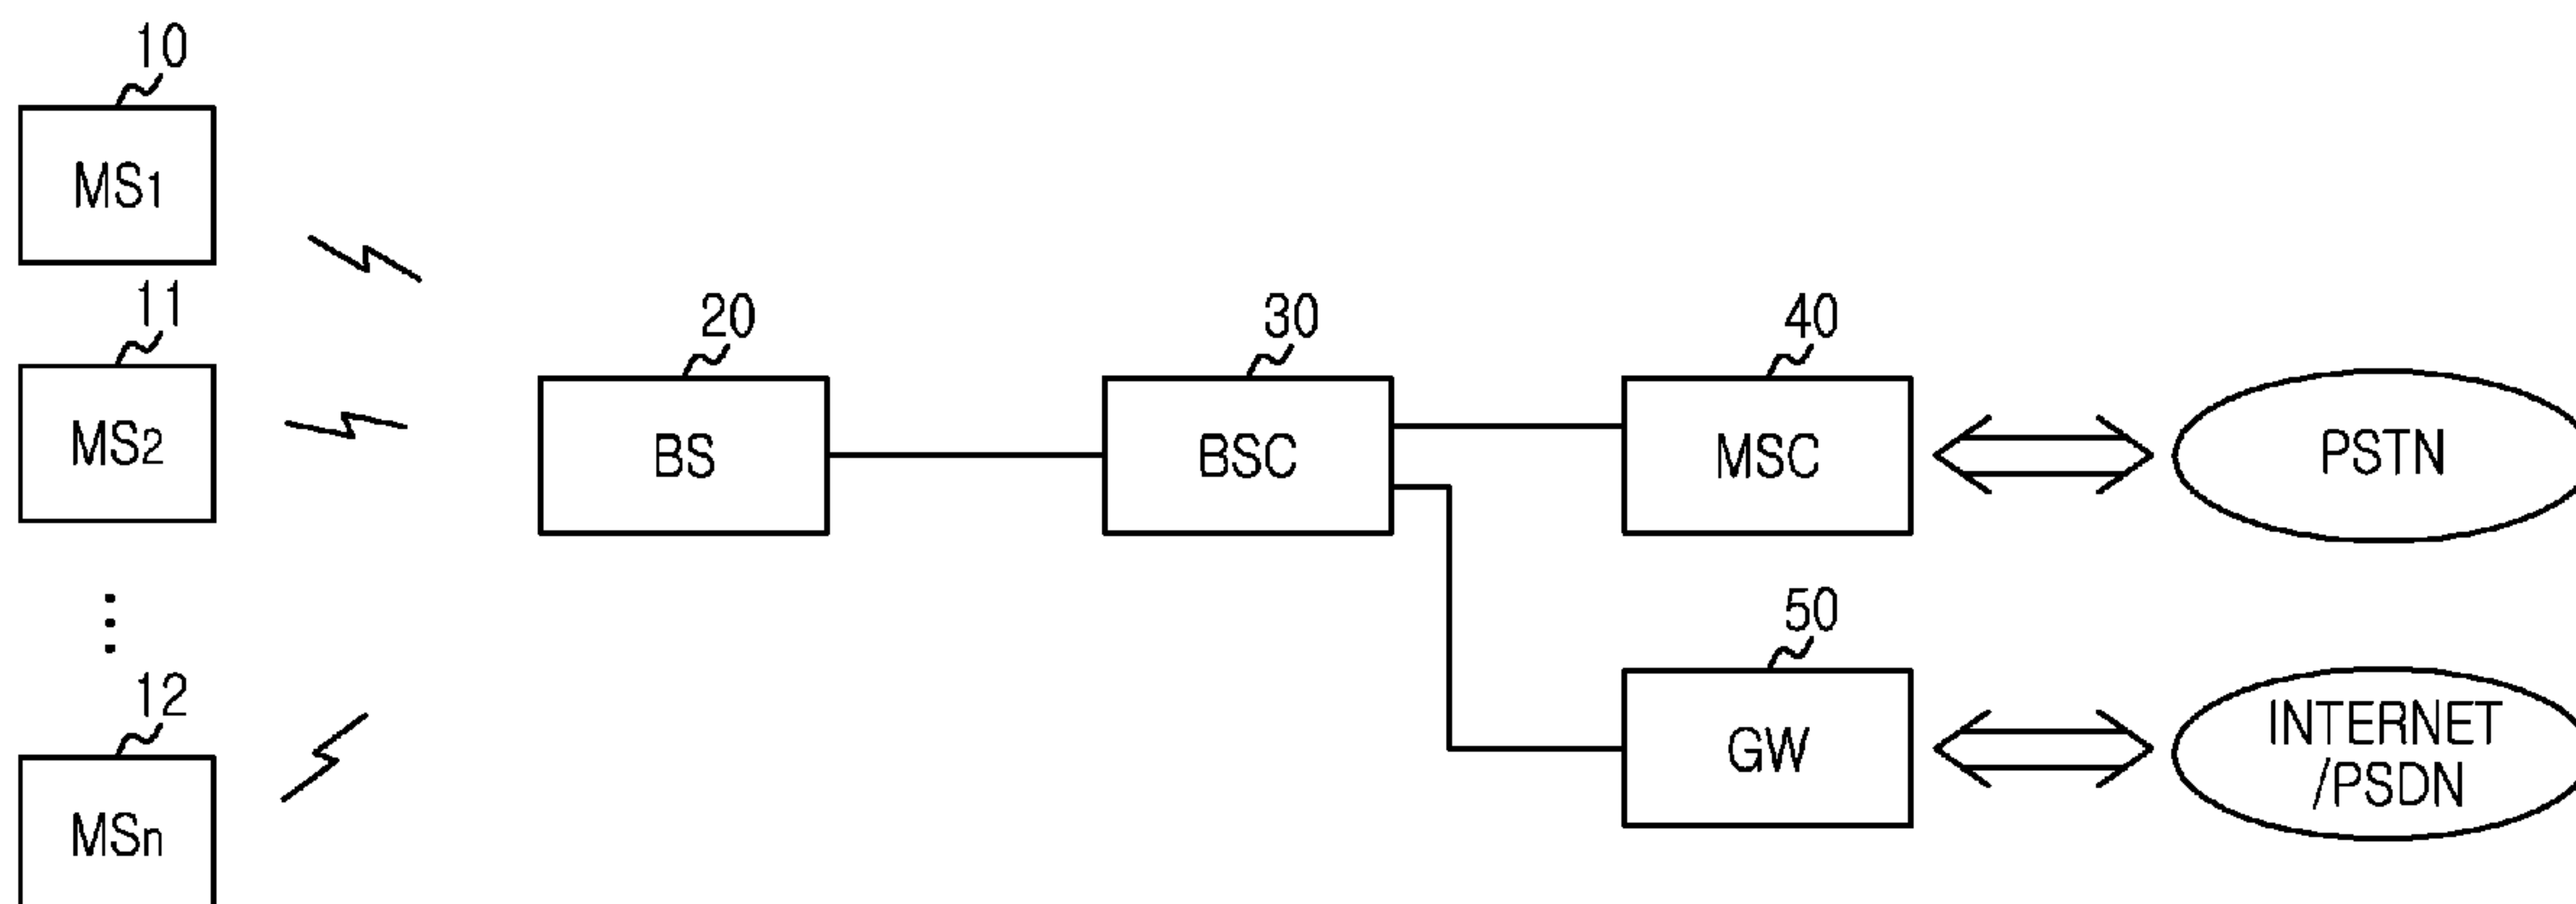 10
MS1
11
MS2
12
MSn
20
BS
30
BSC
40
MSC
PSTN
50
GW
INTERNET
/PSDN